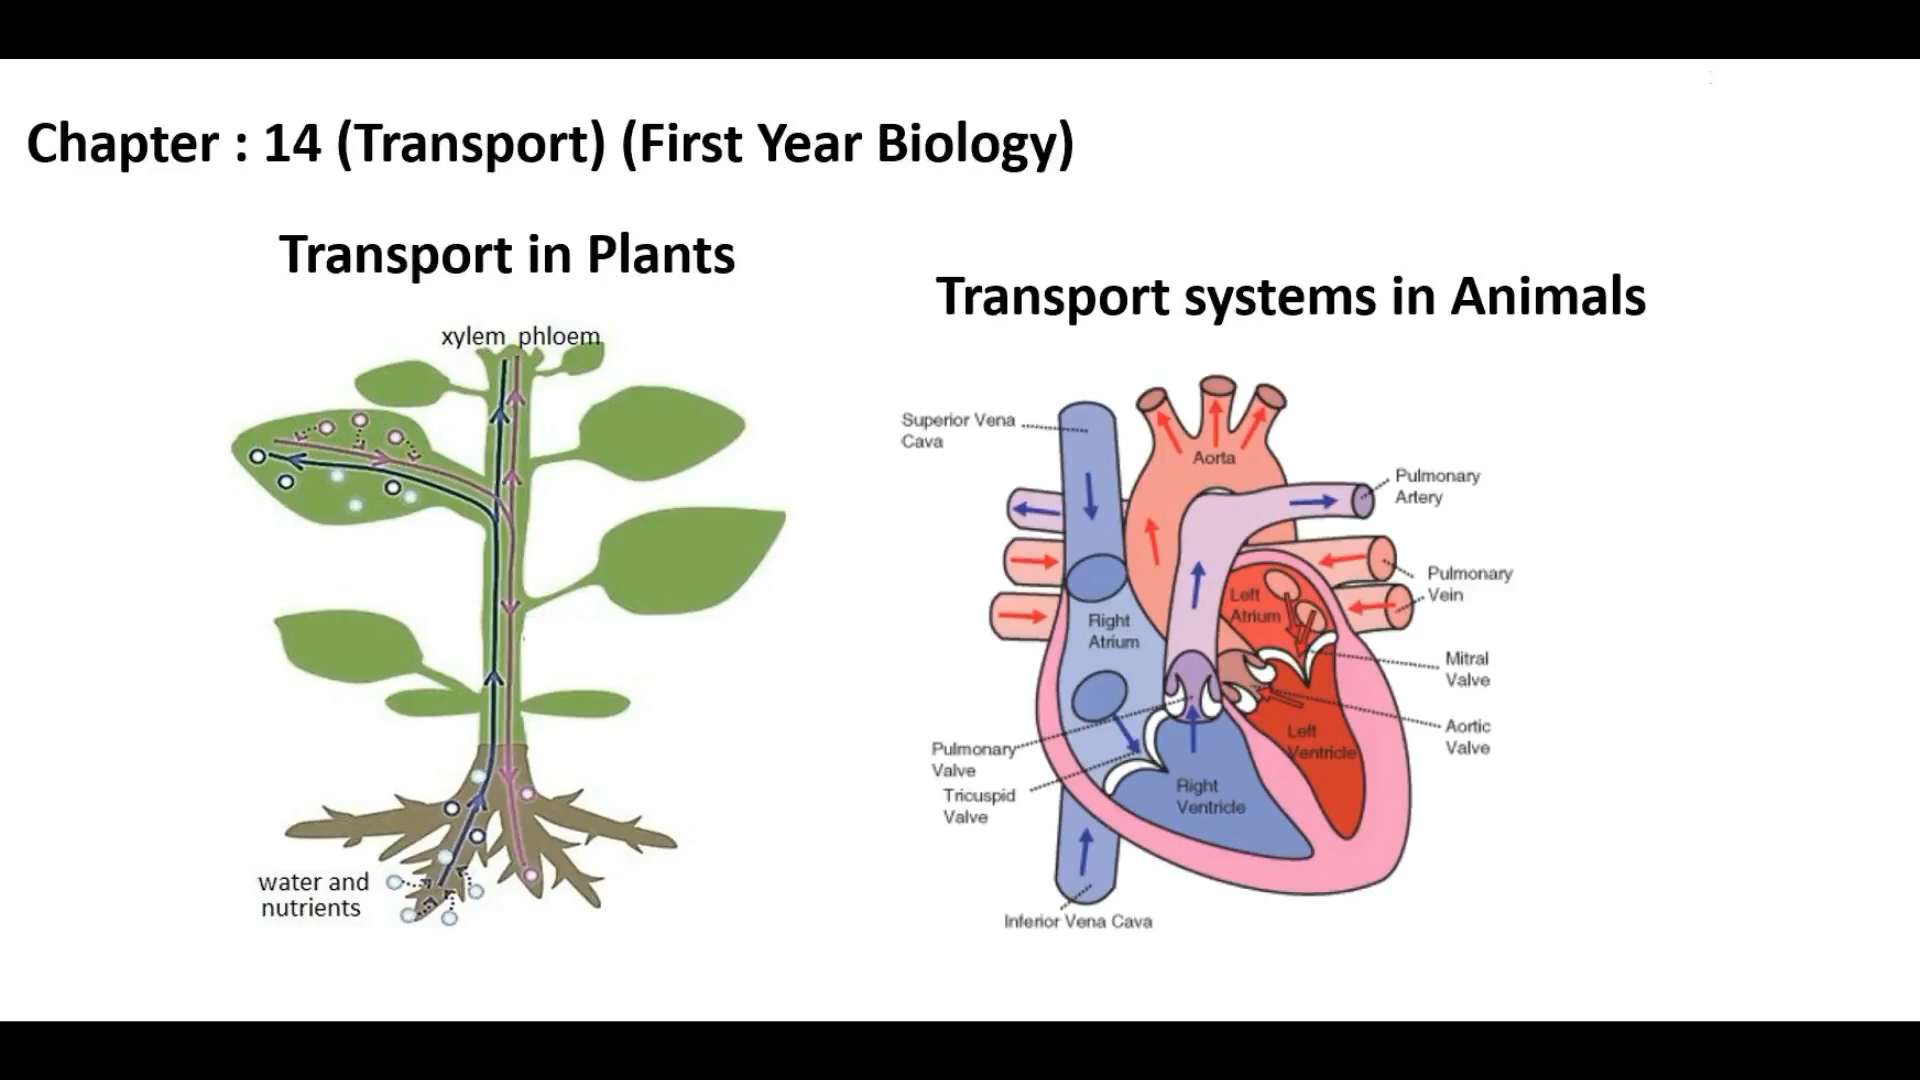 Chapter : 14 (Transport) (First Year Biology)
Transport in Plants
xylem phloem
water and
nutrients
Transport systems in Animals
Superior Vena
Cava
Aorta
Pulmonary
Artery
Pulmonary
Vein
Left
Atrium
Right
Atrium
Mitral
Valve
Aortic
Valve
Left
Ventricle
Pulmonary
Valve
Tricuspid
Valve
Right
Ventricle
Inferior Vena Cava